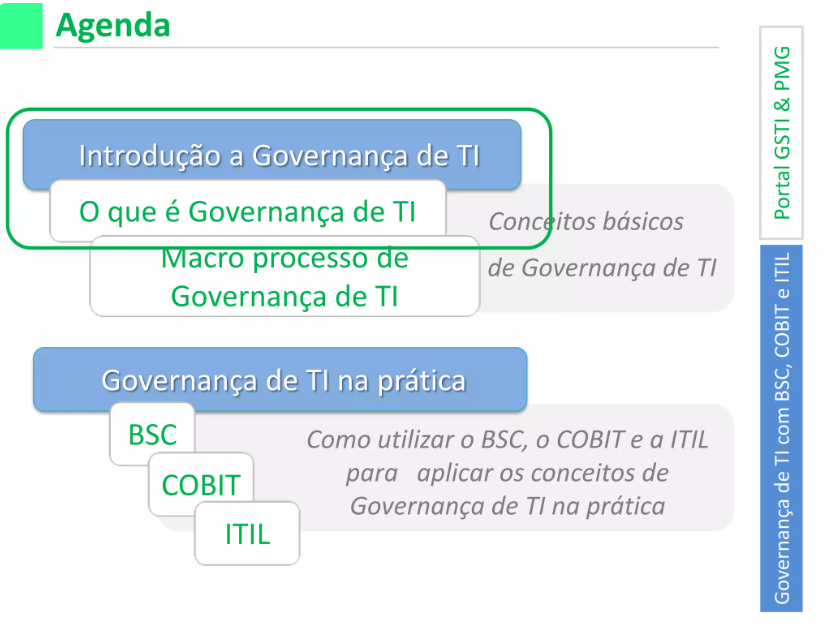 Agenda
Introdução a Governança de TI
O que é Governança de TI
Macro processo de
Governança de TI
Conceitos básicos
de Governança de TI
Governança de TI na prática
BSC
COBIT
ITIL
Como utilizar o BSC, o COBIT e a ITIL
para aplicar os conceitos de
Governança de TI na prática
Portal GSTI & PMG
Governança de TI com BSC, COBIT e ITIL